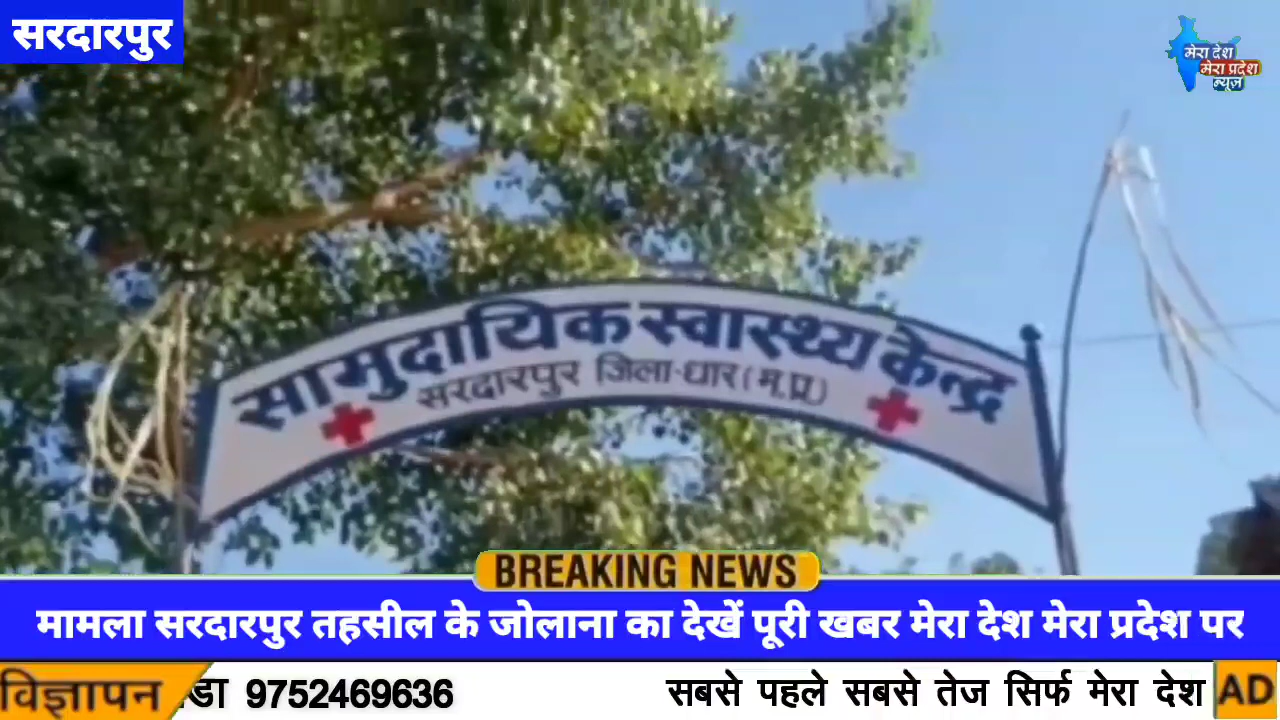 सरदारपुर
मेरा देश
मेरा प्रदेश
न्यूज़
सामुदायिक स्वास्थ्य केन्द्र
सरदारपुर जिला-धार (म.प्र.)
BREAKING NEWS
मामला सरदारपुर तहसील के जोलाना का देखें पूरी खबर मेरा देश मेरा प्रदेश पर
विज्ञापन
9752469636 सबसे पहले सबसे तेज सिर्फ मेरा देश
AD